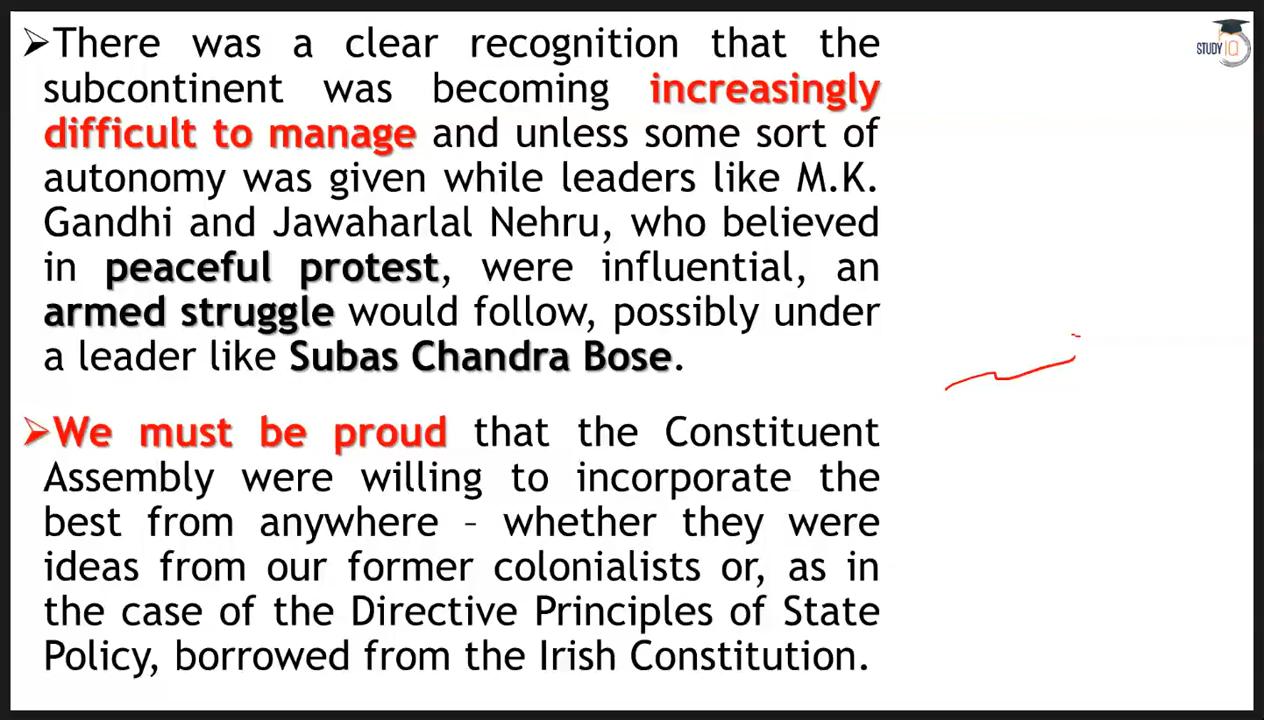 ➢There was a clear recognition that the
subcontinent was becoming increasingly
difficult to manage and unless some sort of
autonomy was given while leaders like M.K.
Gandhi and Jawaharlal Nehru, who believed
in peaceful protest, were influential, an
armed struggle would follow, possibly under
a leader like Subas Chandra Bose.
➢We must be proud that the Constituent
Assembly were willing to incorporate the
best from anywhere – whether they were
ideas from our former colonialists or, as in
the case of the Directive Principles of State
Policy, borrowed from the Irish Constitution.
STUDY IQ